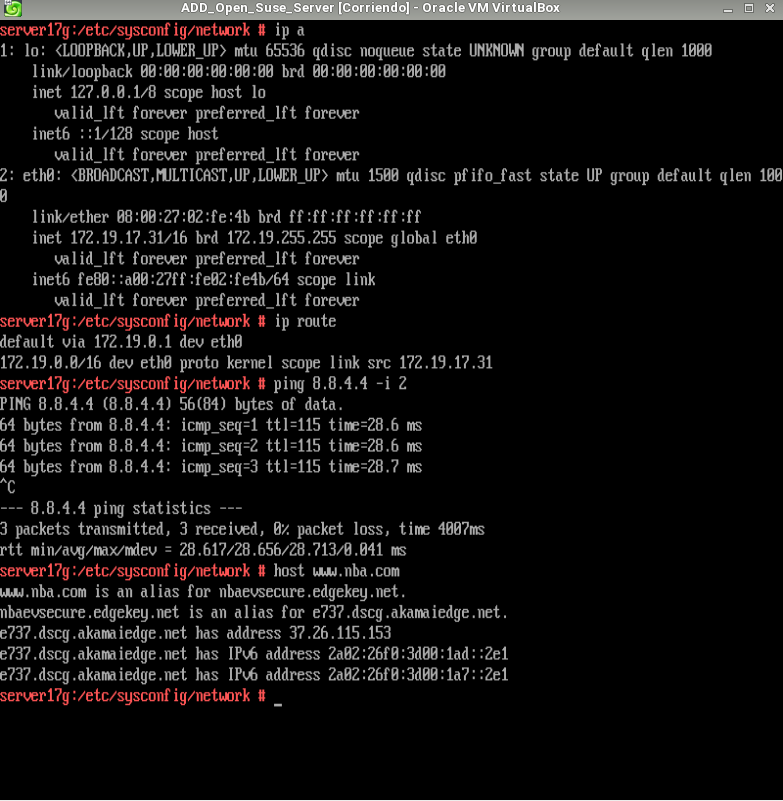 ADD_Open_Suse_Server [Corriendo] - Oracle VM VirtualBox
server17g:/etc/sysconfig/network # ip a
1: lo: <LOOPBACK,UP,LOWER_UP> mtu 65536 qdisc noqueue state UNKNOWN group default qlen 1000
    link/loopback 00:00:00:00:00:00 brd 00:00:00:00:00:00
    inet 127.0.0.1/8 scope host lo
       valid_lft forever preferred_lft forever
    inet6 ::1/128 scope host
       valid_lft forever preferred_lft forever
2: eth0: <BROADCAST,MULTICAST,UP,LOWER_UP> mtu 1500 qdisc pfifo_fast state UP group default qlen 100
0
    link/ether 08:00:27:02:fe:4b brd ff:ff:ff:ff:ff:ff
    inet 172.19.17.31/16 brd 172.19.255.255 scope global eth0
       valid_lft forever preferred_lft forever
    inet6 fe80::a00:27ff:fe02:fe4b/64 scope link
       valid_lft forever preferred_lft forever
server17g:/etc/sysconfig/network # ip route
default via 172.19.0.1 dev eth0
172.19.0.0/16 dev eth0 proto kernel scope link src 172.19.17.31
server17g:/etc/sysconfig/network # ping 8.8.4.4 -i 2
PING 8.8.4.4 (8.8.4.4) 56(84) bytes of data.
64 bytes from 8.8.4.4: icmp_seq=1 ttl=115 time=28.6 ms
64 bytes from 8.8.4.4: icmp_seq=2 ttl=115 time=28.6 ms
64 bytes from 8.8.4.4: icmp_seq=3 ttl=115 time=28.7 ms
^C
--- 8.8.4.4 ping statistics ---
3 packets transmitted, 3 received, 0% packet loss, time 4007ms
rtt min/avg/max/mdev = 28.617/28.656/28.713/0.041 ms
server17g:/etc/sysconfig/network # host www.nba.com
www.nba.com is an alias for nbaevsecure.edgekey.net.
nbaevsecure.edgekey.net is an alias for e737.dscg.akamaiedge.net.
e737.dscg.akamaiedge.net has address 37.26.115.153
e737.dscg.akamaiedge.net has IPv6 address 2a02:26f0:3d00:1ad::2e1
e737.dscg.akamaiedge.net has IPv6 address 2a02:26f0:3d00:1a7::2e1
server17g:/etc/sysconfig/network # _